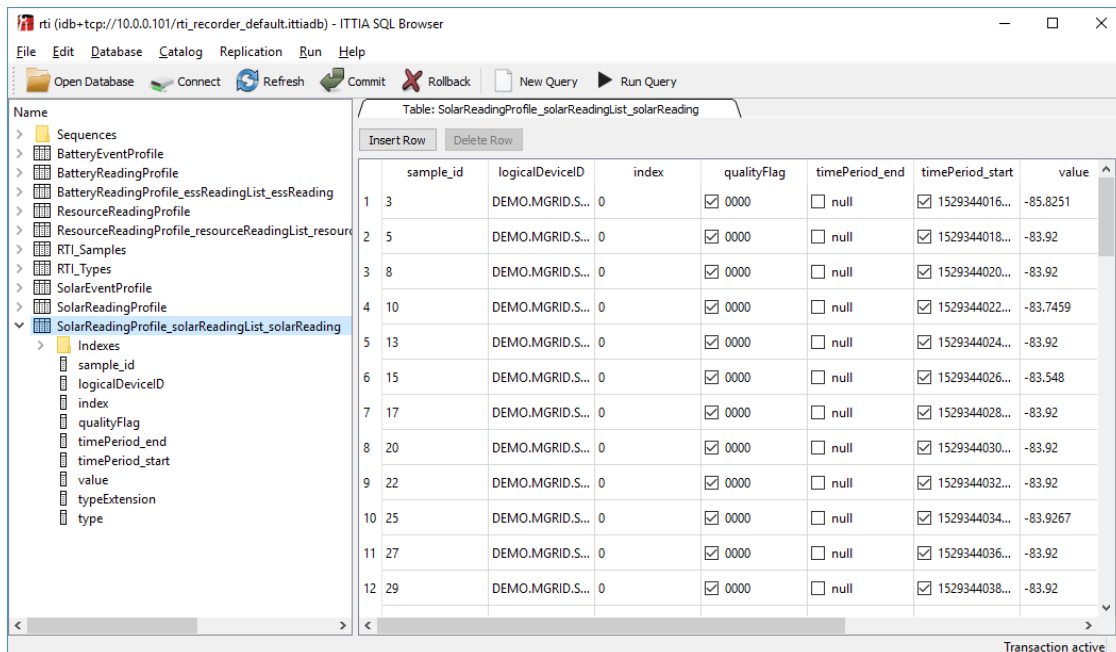 rti (idb+tcp://10.0.0.101/rti_recorder_default.ittiadb) - ITTIA SQL Browser
File Edit Database Catalog Replication Run Help
Open Database Connect Refresh Commit Rollback New Query Run Query
Name
Sequences
BatteryEventProfile
BatteryReadingProfile
BatteryReadingProfile_essReadingList_essReading
ResourceReadingProfile
ResourceReadingProfile_resourceReadingList_resourc
RTI_Samples
RTI_Types
SolarEventProfile
SolarReadingProfile
SolarReadingProfile_solarReadingList_solarReading
Indexes
sample_id
logicalDeviceID
index
qualityFlag
timePeriod_end
timePeriod_start
value
typeExtension
type
Table: SolarReadingProfile_solarReadingList_solarReading
Insert Row Delete Row
sample_id logicalDeviceID index qualityFlag timePeriod_end timePeriod_start value
1 3 DEMO.MGRID.S... 0 0000 null 1529344016... -85.8251
2 5 DEMO.MGRID.S... 0 0000 null 1529344018... -83.92
3 8 DEMO.MGRID.S... 0 0000 null 1529344020... -83.92
4 10 DEMO.MGRID.S... 0 0000 null 1529344022... -83.7459
5 13 DEMO.MGRID.S... 0 0000 null 1529344024... -83.92
6 15 DEMO.MGRID.S... 0 0000 null 1529344026... -83.548
7 17 DEMO.MGRID.S... 0 0000 null 1529344028... -83.92
8 20 DEMO.MGRID.S... 0 0000 null 1529344030... -83.92
9 22 DEMO.MGRID.S... 0 0000 null 1529344032... -83.92
10 25 DEMO.MGRID.S... 0 0000 null 1529344034... -83.9267
11 27 DEMO.MGRID.S... 0 0000 null 1529344036... -83.92
12 29 DEMO.MGRID.S... 0 0000 null 1529344038... -83.92
Transaction active